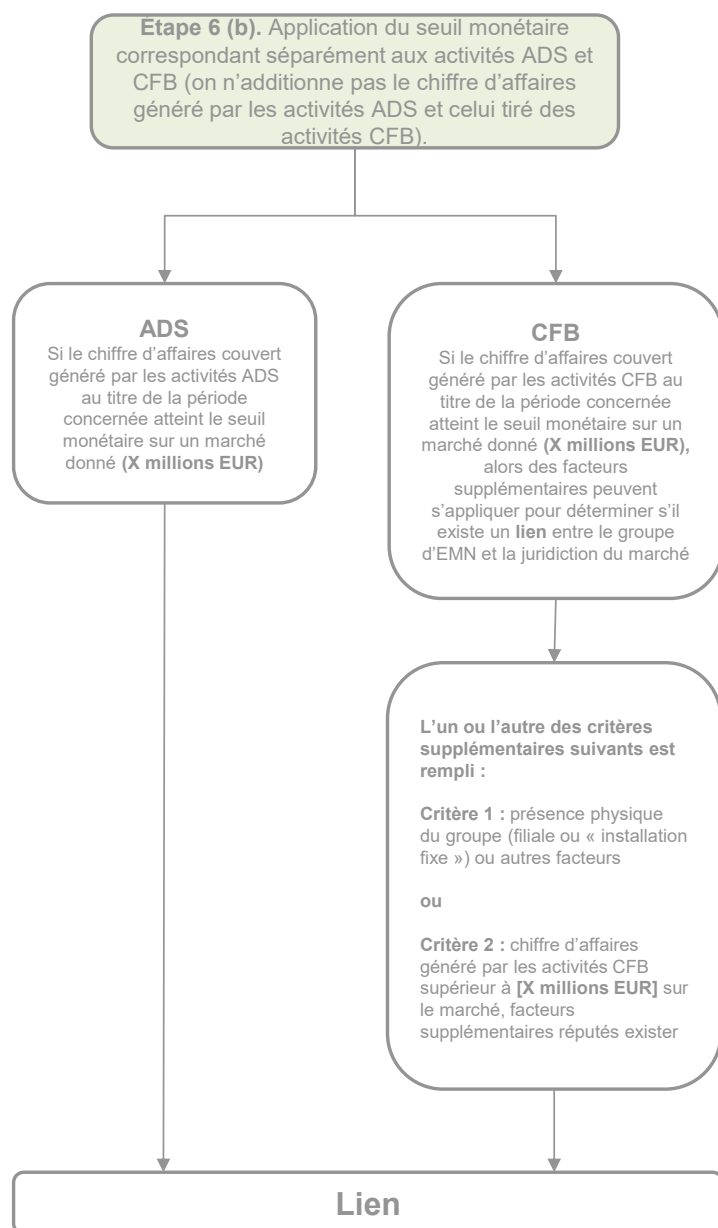 Étape 6 (b). Application du seuil monétaire
correspondant séparément aux activités ADS et
CFB (on n’additionne pas le chiffre d’affaires
généré par les activités ADS et celui tiré des
activités CFB).
ADS
Si le chiffre d’affaires couvert
généré par les activités ADS
au titre de la période
concernée atteint le seuil
monétaire sur un marché
donné (X millions EUR)
CFB
Si le chiffre d’affaires couvert
généré par les activités CFB au
titre de la période concernée
atteint le seuil monétaire sur un
marché donné (X millions EUR),
alors des facteurs
supplémentaires peuvent
s’appliquer pour déterminer s’il
existe un lien entre le groupe
d’EMN et la juridiction du marché
L’un ou l’autre des critères
supplémentaires suivants est
rempli :
Critère 1 : présence physique
du groupe (filiale ou « installation
fixe ») ou autres facteurs
ou
Critère 2 : chiffre d’affaires
généré par les activités CFB
supérieur à [X millions EUR] sur
le marché, facteurs
supplémentaires réputés exister
Lien